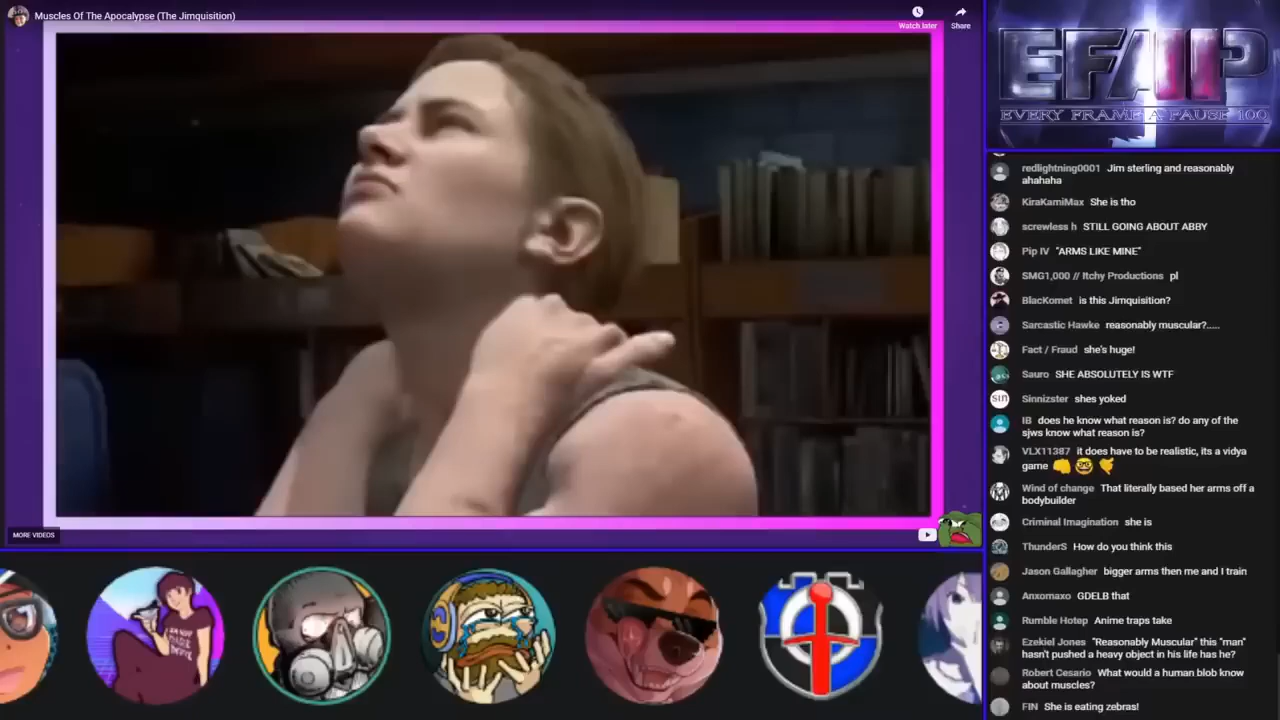 Muscles Of The Apocalypse (The Jimquisition)
Watch later
Share
MORE VIDEOS
EFAP
EVERY FRAME A PAUSE 100
redlightning0001 Jim sterling and reasonably
ahahaha
KiraKamiMax She is tho
screwless h STILL GOING ABOUT ABBY
Pip IV "ARMS LIKE MINE"
SMG1,000 // Itchy Productions pl
BlacKomet is this Jimquisition?
Sarcastic Hawke reasonably muscular?.....
Fact / Fraud she's huge!
Sauro SHE ABSOLUTELY IS WTF
sin
Sinnizster shes yoked
IB does he know what reason is? do any of the
sjws know what reason is?
VLX11387 it does have to be realistic, its a vidya
game
Wind of change That literally based her arms off a
bodybuilder
Criminal Imagination she is
ThunderS How do you think this
Jason Gallagher bigger arms then me and I train
Anxornaxo GDELB that
Rumble Hotep Anime traps take
Ezekiel Jones "Reasonably Muscular" this "man"
hasn't pushed a heavy object in his life has he?
Robert Cesario What would a human blob know
about muscles?
FIN She is eating zebras!